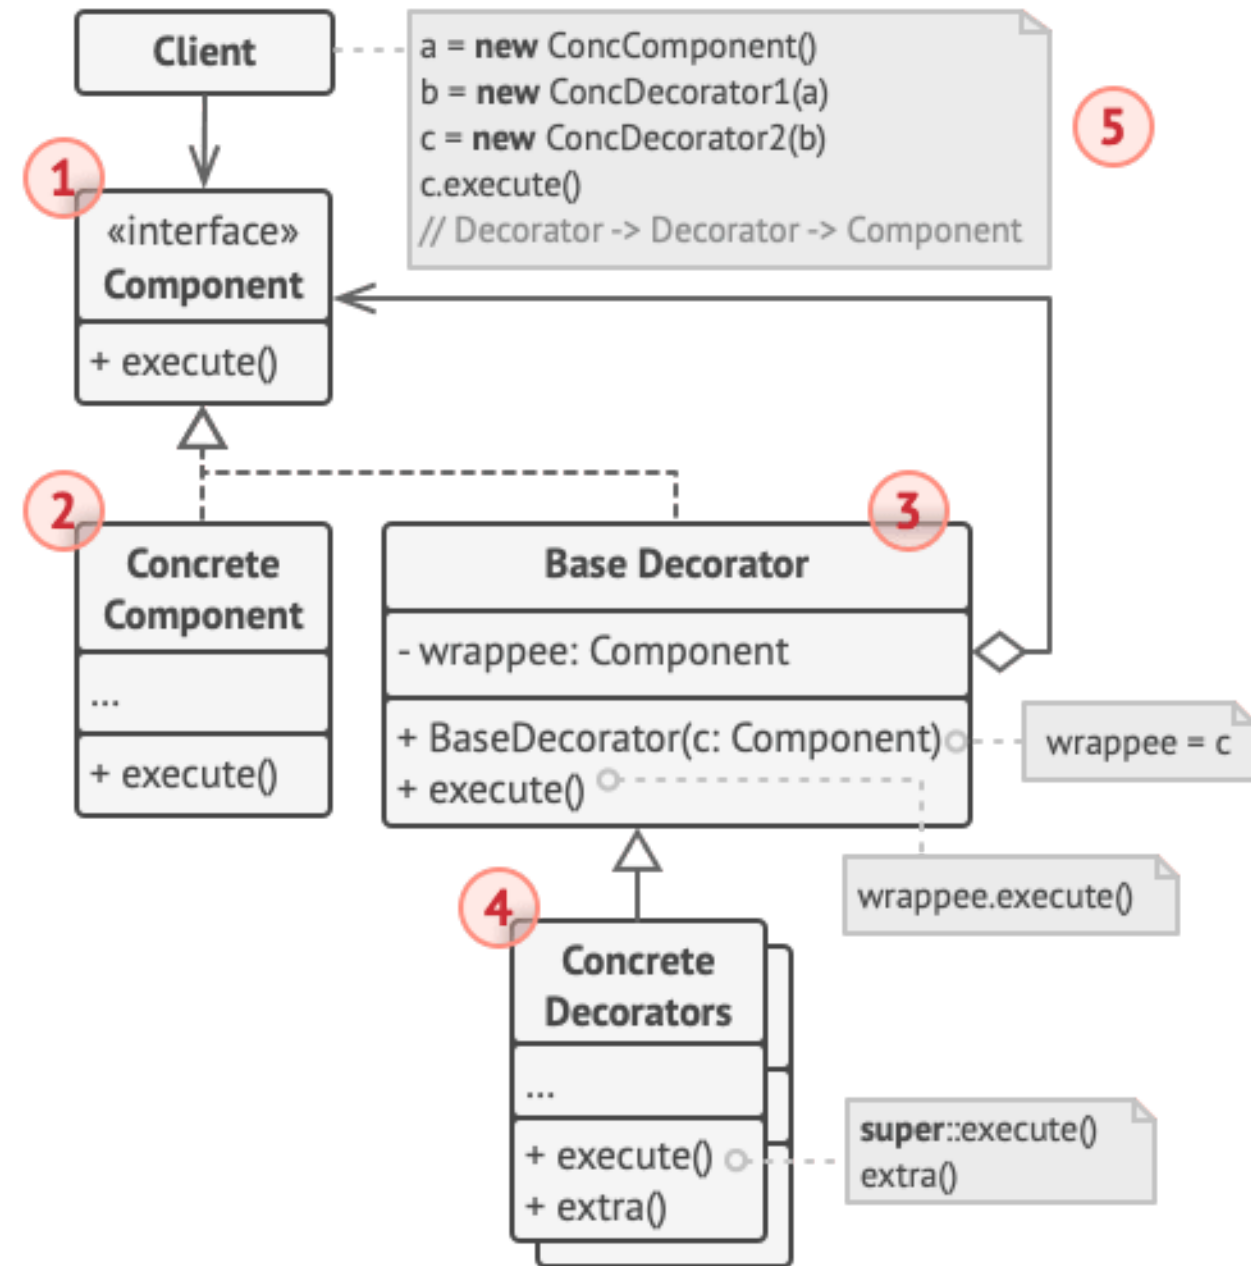 Client
a = new ConcComponent()
b = new ConcDecorator1(a)
c = new ConcDecorator2(b)
c.execute()
// Decorator -> Decorator -> Component
5
1
«interface»
Component
+ execute()
2
Concrete
Component
...
+ execute()
3
Base Decorator
- wrappee: Component
+ BaseDecorator(c: Component)
+ execute()
wrappee = c
wrappee.execute()
4
Concrete
Decorators
...
+ execute()
+ extra()
super::execute()
extra()